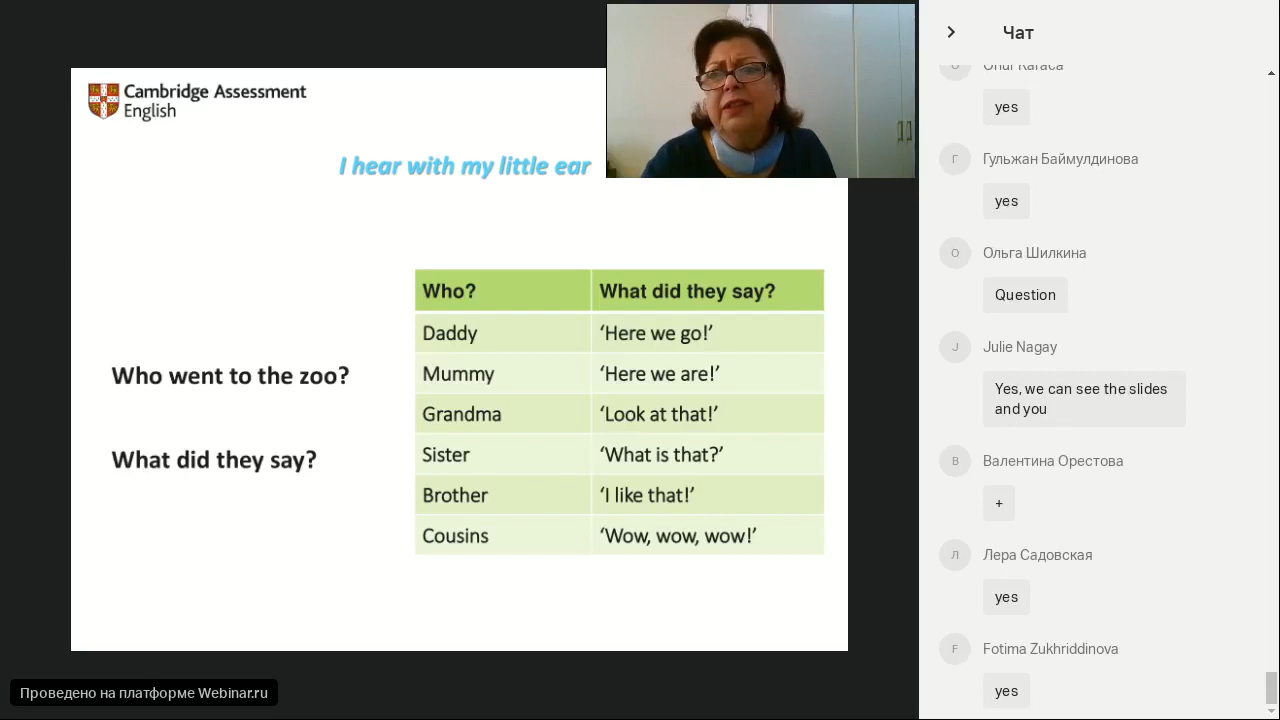 Cambridge Assessment
English
I hear with my little ear
Who went to the zoo?
What did they say?
Who? What did they say?
Daddy ‘Here we go!’
Mummy ‘Here we are!’
Grandma ‘Look at that!’
Sister ‘What is that?’
Brother ‘I like that!’
Cousins ‘Wow, wow, wow!’
Проведено на платформе Webinar.ru
Чат
Onur Karaca
yes
Г
Гульжан Баймулдинова
yes
О
Ольга Шилкина
Question
J
Julie Nagay
Yes, we can see the slides
and you
В
Валентина Орестова
+
Л
Лера Садовская
yes
F
Fotima Zukhriddinova
yes